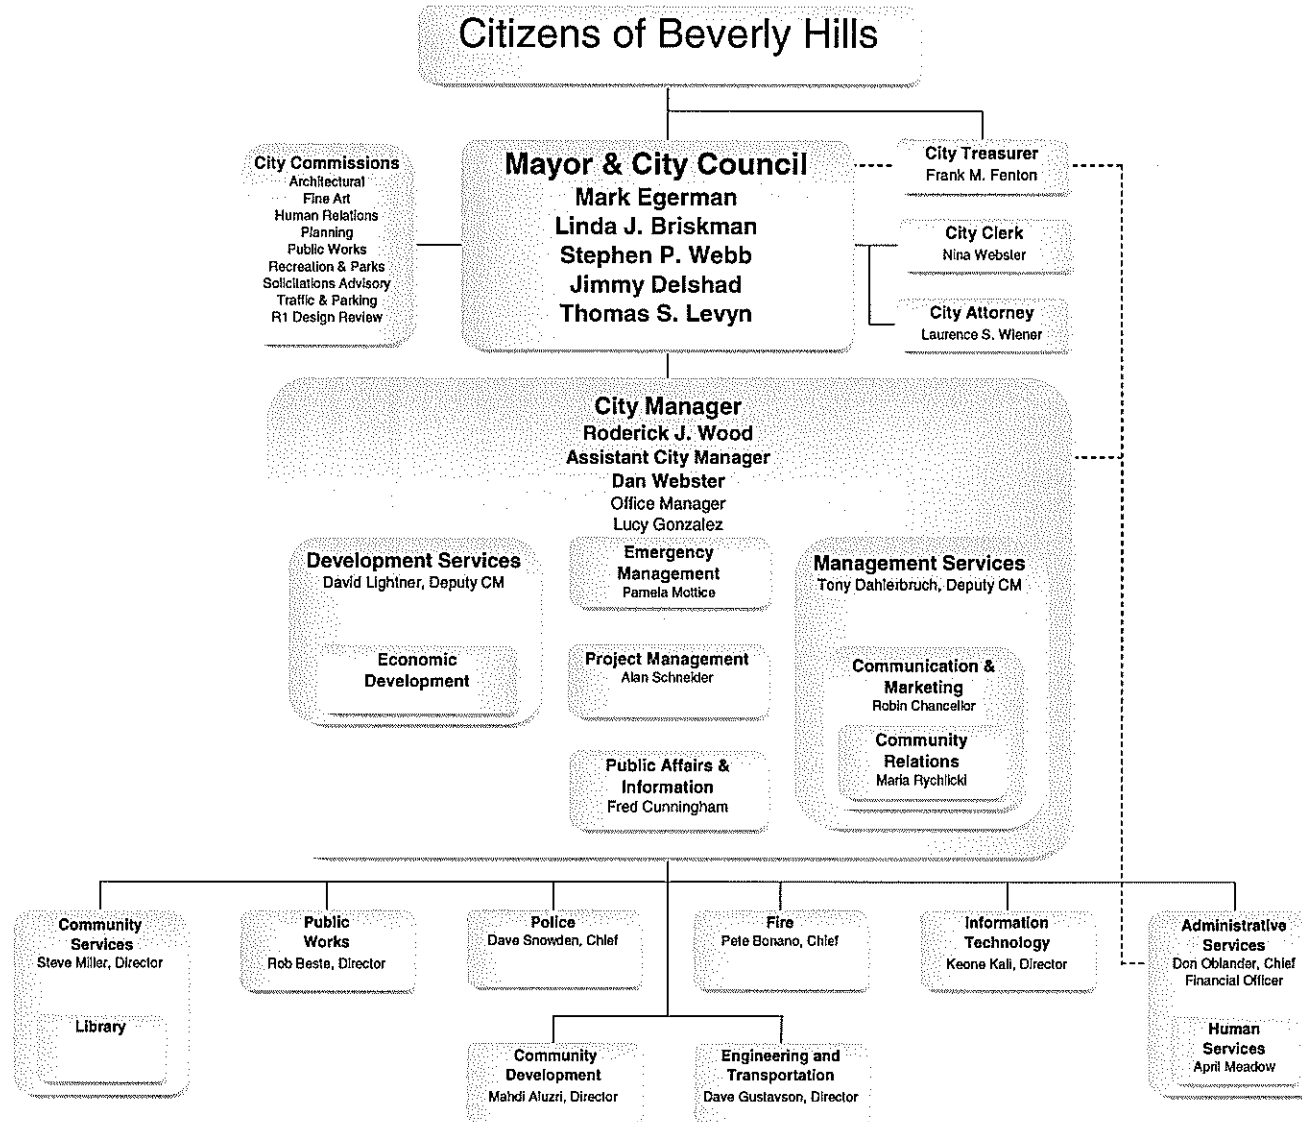 Citizens of Beverly Hills
City Commissions
Architectural
Fine Art
Human Relations
Planning
Public Works
Recreation & Parks
Solicitations Advisory
Traffic & Parking
R1 Design Review
Mayor & City Council
Mark Egerman
Linda J. Briskman
Stephen P. Webb
Jimmy Delshad
Thomas S. Levyn
City Treasurer
Frank M. Fenton
City Clerk
Nina Webster
City Attorney
Laurence S. Wiener
City Manager
Roderick J. Wood
Assistant City Manager
Dan Webster
Office Manager
Lucy Gonzalez
Development Services
David Lightner, Deputy CM
Economic
Development
Emergency
Management
Pamela Mottice
Project Management
Alan Schneider
Public Affairs &
Information
Fred Cunningham
Management Services
Tony Dahlerbruch, Deputy CM
Communication &
Marketing
Robin Chancellor
Community
Relations
Maria Rychlicki
Community
Services
Steve Miller, Director
Library
Public
Works
Rob Beste, Director
Police
Dave Snowden, Chief
Fire
Pete Bonano, Chief
Information
Technology
Keone Kali, Director
Administrative
Services
Don Oblander, Chief
Financial Officer
Human
Services
April Meadow
Community
Development
Mahdi Aluzri, Director
Engineering and
Transportation
Dave Gustavson, Director